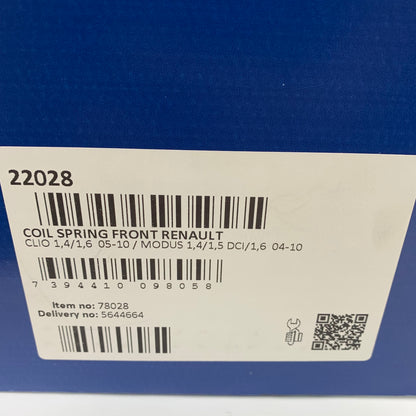 22028
COIL SPRING FRONT RENAULT
CLIO 1,4/1,6 05-10 / MODUS 1,4/1,5 DCI/1,6 04-10
7 394410 098058
Item no: 78028
Delivery no: 5644664